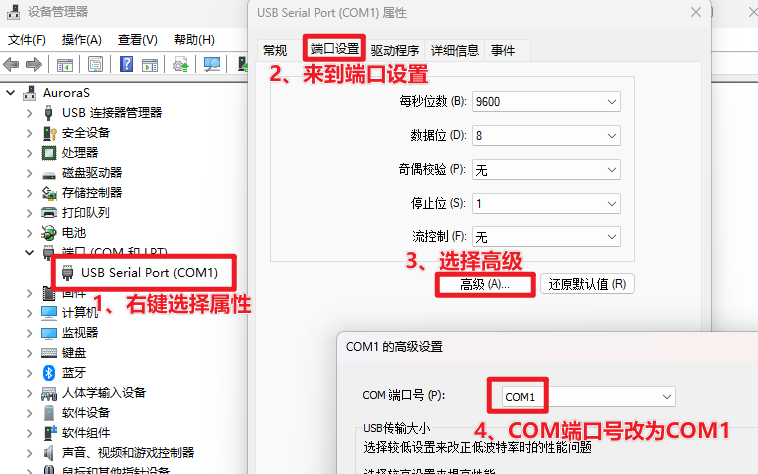 设备管理器
文件(F) 操作(A) 查看(V) 帮助(H)
AuroraS
USB 连接器管理器
安全设备
处理器
磁盘驱动器
存储控制器
打印队列
电池
端口 (COM 和 LPT)
USB Serial Port (COM1)
1、右键选择属性
固件
计算机
监视器
键盘
蓝牙
人体学输入设备
软件设备
软件组件
声音、视频和游戏控制器
鼠标和其他指针设备
USB Serial Port (COM1) 属性
常规 端口设置 驱动程序 详细信息 事件
2、来到端口设置
每秒位数 (B): 9600
数据位 (D): 8
奇偶校验 (P): 无
停止位 (S): 1
流控制 (F): 无
3、选择高级
高级 (A)... 还原默认值 (R)
COM1 的高级设置
COM 端口号 (P): COM1
4、COM端口号改为COM1
USB传输大小
选择较低设置来改正低波特率时的性能问题
选择较高设置来提高性能